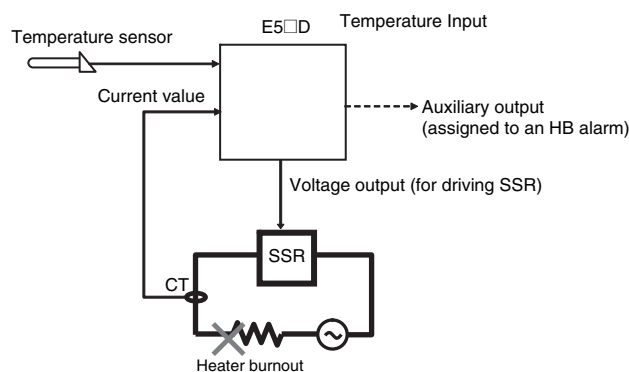 E5□D
Temperature Input
Temperature sensor
Current value
Auxiliary output
(assigned to an HB alarm)
Voltage output (for driving SSR)
SSR
CT
Heater burnout